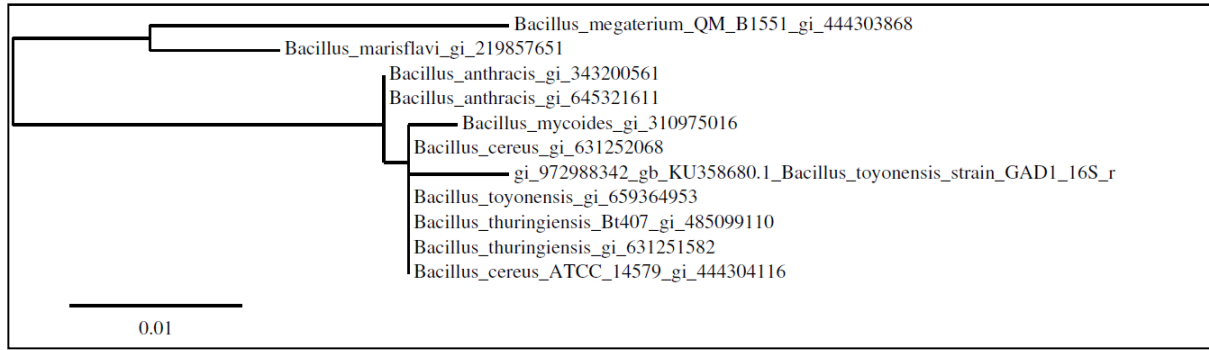 Bacillus_megaterium_QM_B1551_gi_444303868
Bacillus_marisflavi_gi_219857651
Bacillus_anthracis_gi_343200561
Bacillus_anthracis_gi_645321611
Bacillus_mycoides_gi_310975016
Bacillus_cereus_gi_631252068
gi_972988342_gb_KU358680.1_Bacillus_toyonensis_strain_GAD1_16S_r
Bacillus_toyonensis_gi_659364953
Bacillus_thuringiensis_Bt407_gi_485099110
Bacillus_thuringiensis_gi_631251582
Bacillus_cereus_ATCC_14579_gi_444304116
0.01